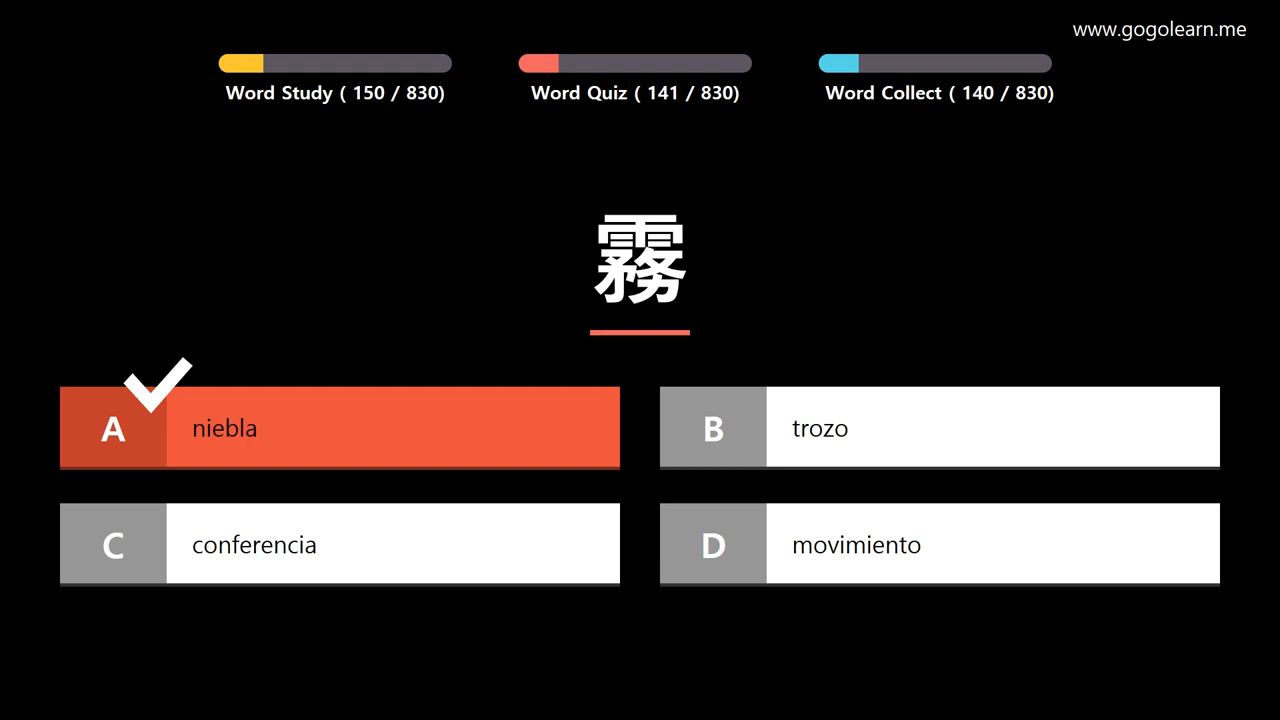 www.gogolearn.me
Word Study ( 150 / 830)
Word Quiz ( 141 / 830)
Word Collect ( 140 / 830)
霧
A niebla
B trozo
C conferencia
D movimiento